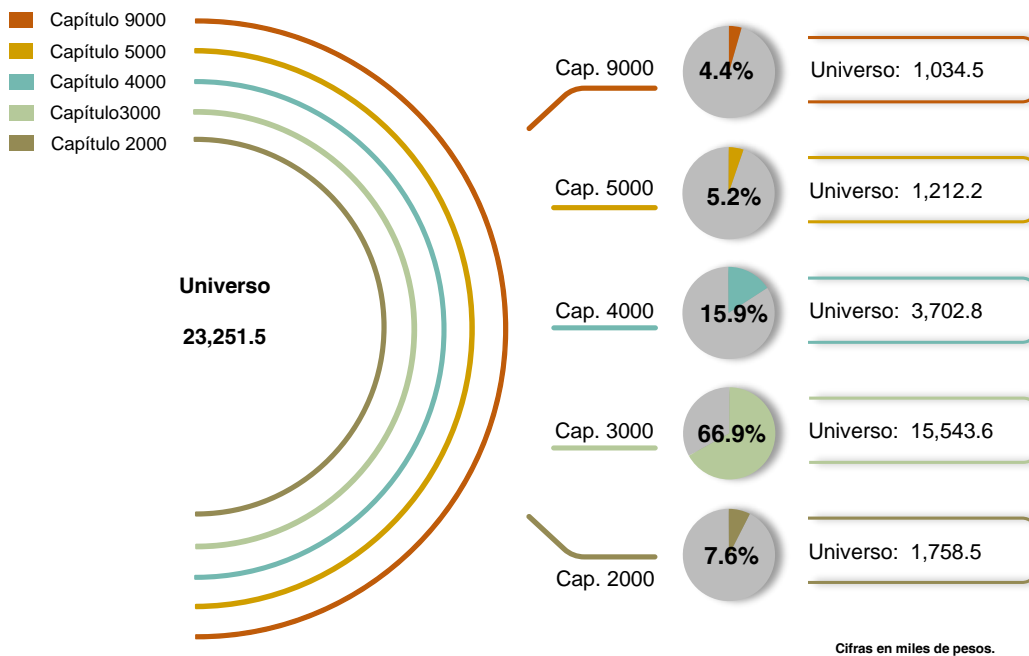 Capítulo 9000
Capítulo 5000
Capítulo 4000
Capítulo3000
Capítulo 2000
Universo
23,251.5
Cap. 9000
4.4%
Universo: 1,034.5
Cap. 5000
5.2%
Universo: 1,212.2
Cap. 4000
15.9%
Universo: 3,702.8
Cap. 3000
66.9%
Universo: 15,543.6
Cap. 2000
7.6%
Universo: 1,758.5
Cifras en miles de pesos.